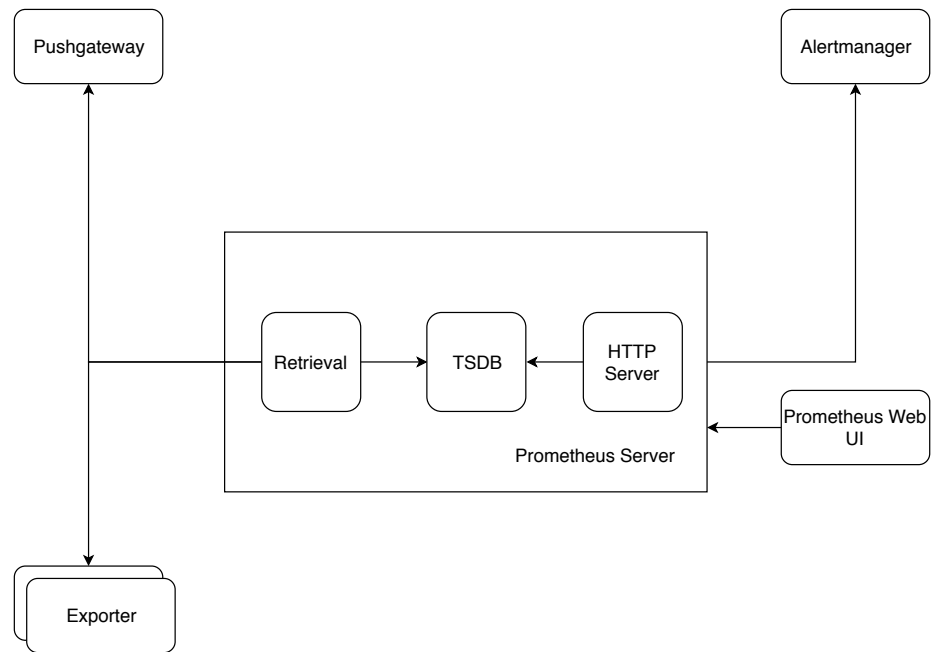 Pushgateway
Alertmanager
Retrieval
TSDB
HTTP
Server
Prometheus Web
UI
Prometheus Server
Exporter